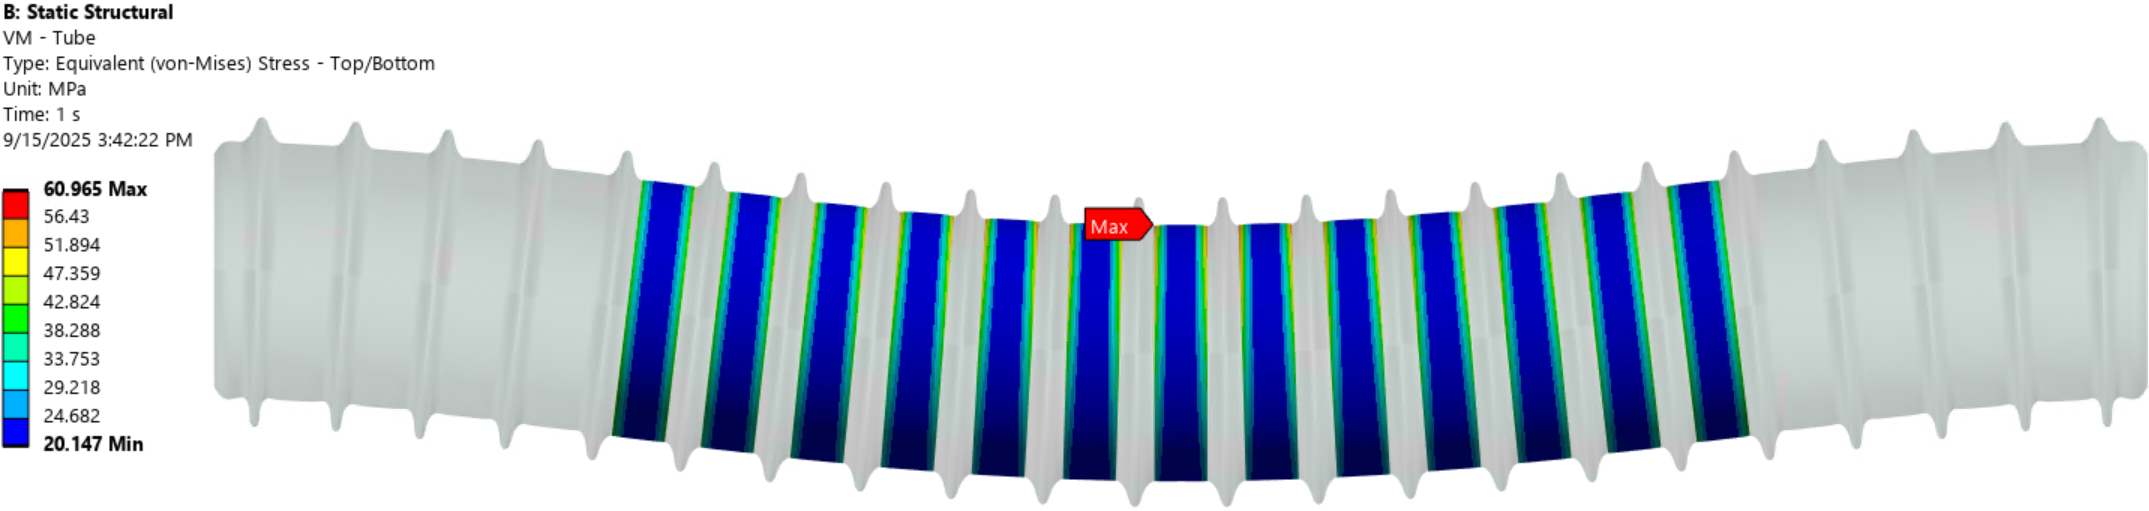 B: Static Structural
VM - Tube
Type: Equivalent (von-Mises) Stress - Top/Bottom
Unit: MPa
Time: 1 s
9/15/2025 3:42:22 PM
60.965 Max
56.43
51.894
47.359
42.824
38.288
33.753
29.218
24.682
20.147 Min
Max